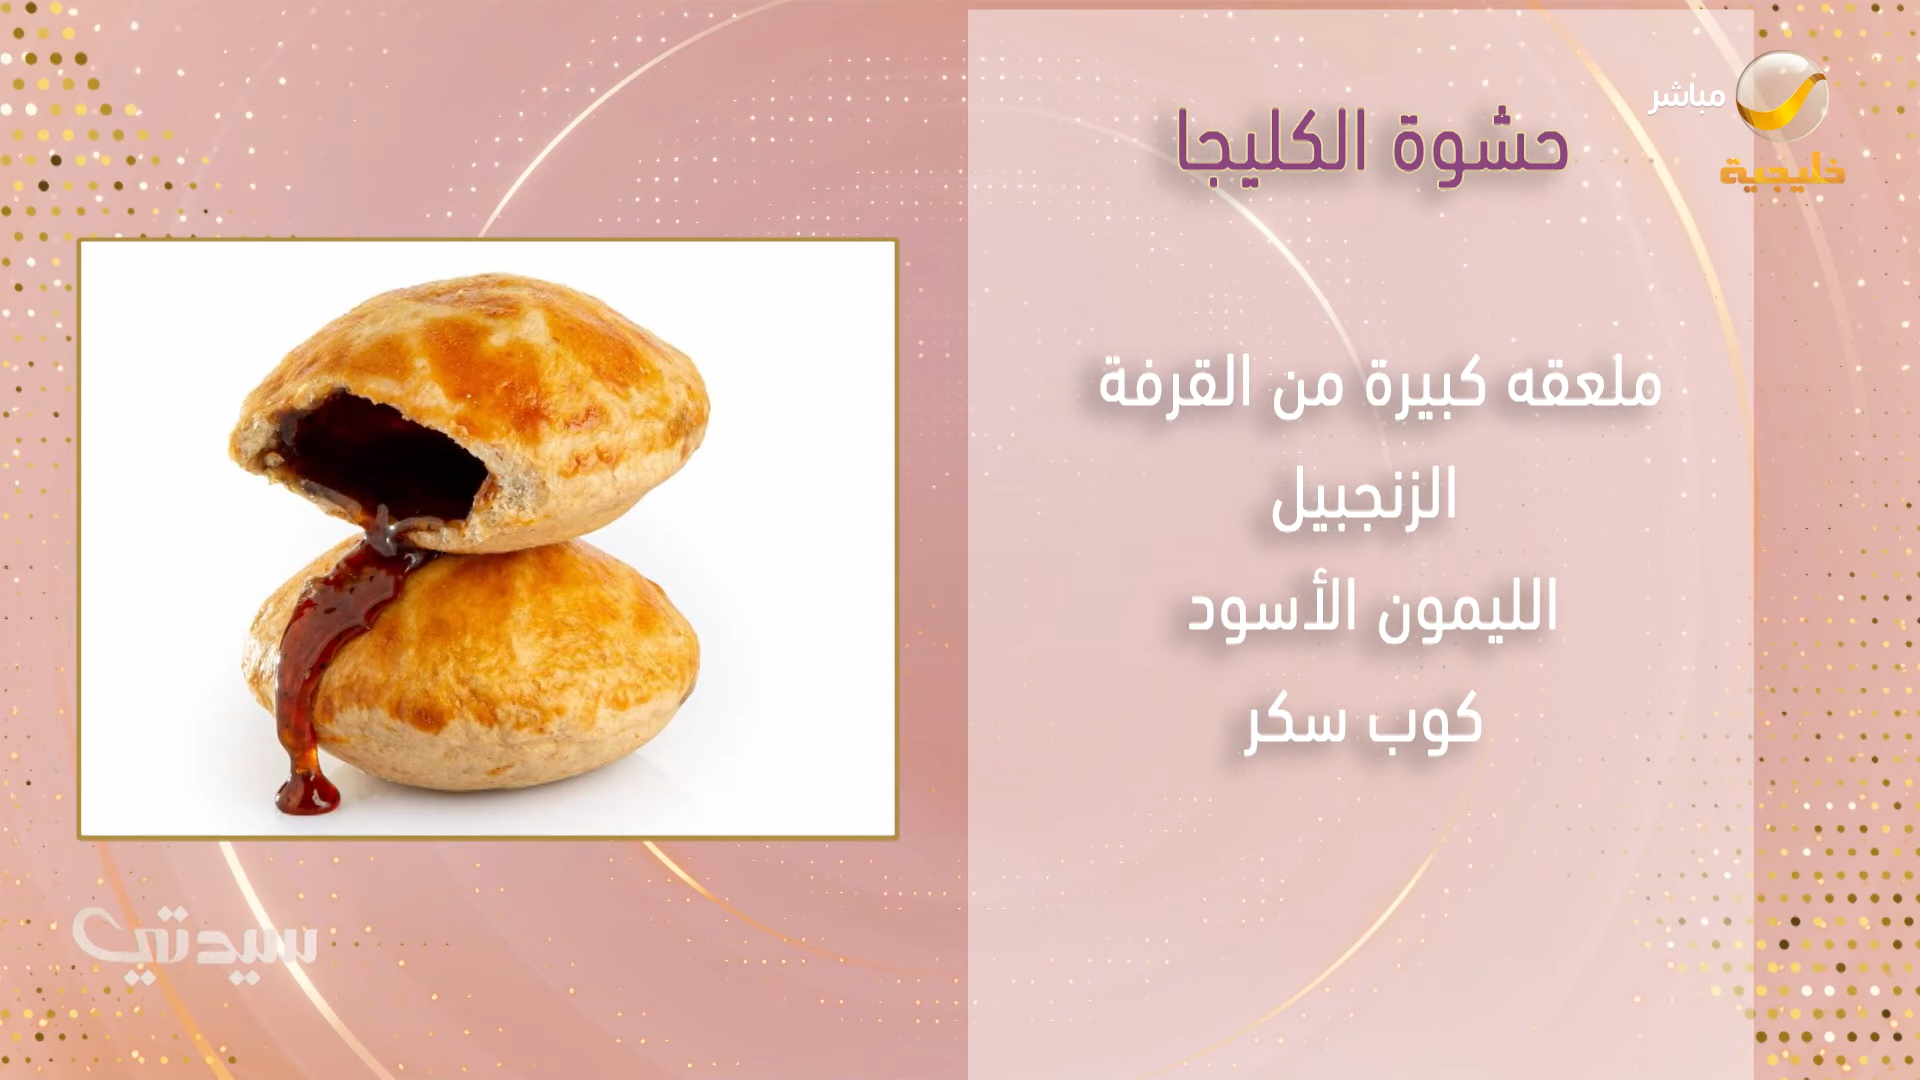 مباشر
خليجية
حشوة الكليجا
ملعقه كبيرة من القرفة
الزنجبيل
الليمون الأسود
كوب سكر
سيدتي